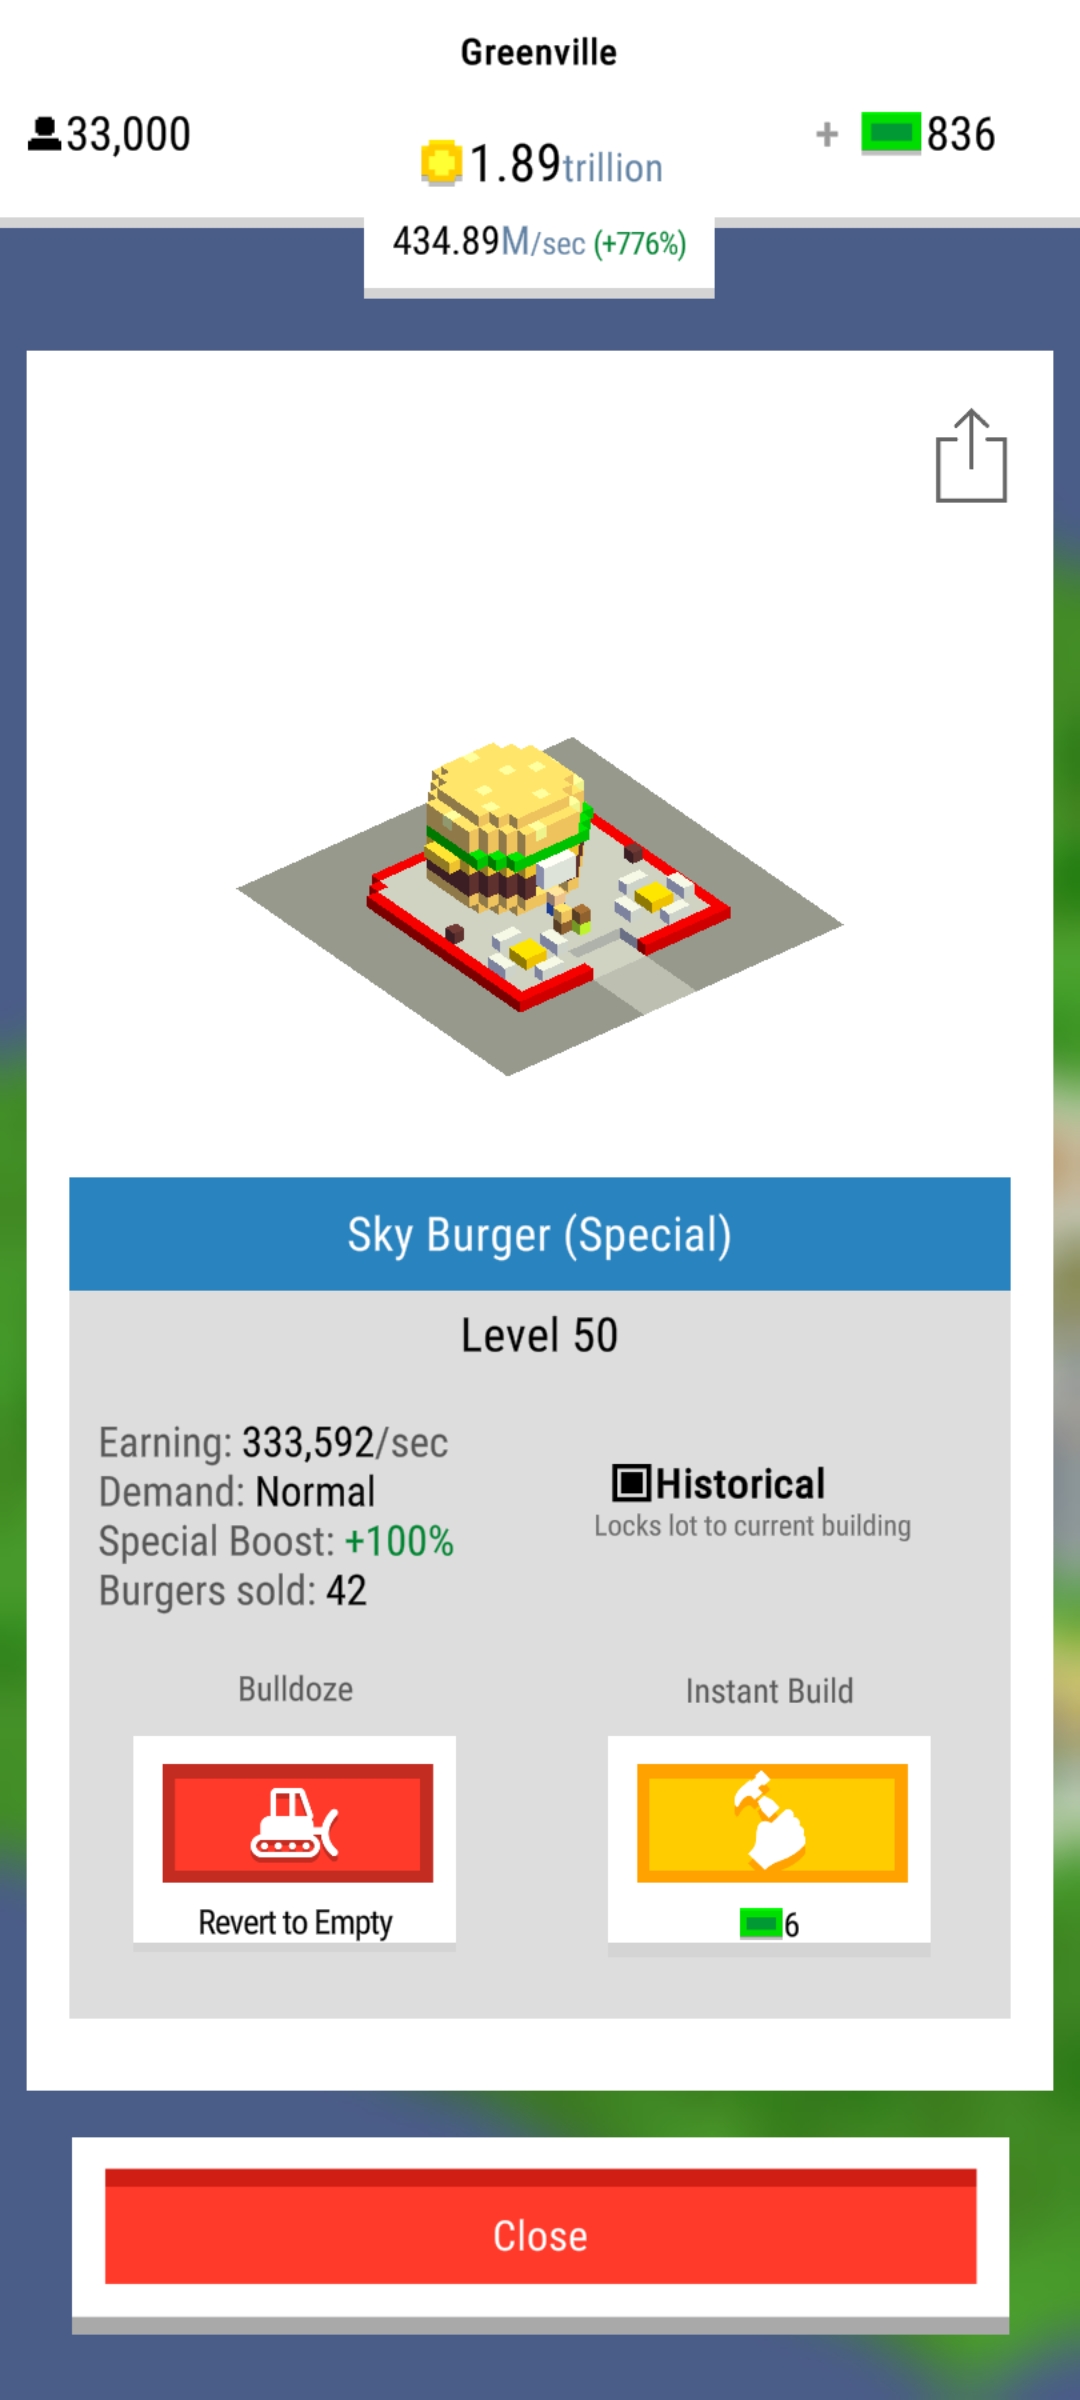 Greenville
33,000
1.89trillion
+ 836
434.89M/sec (+776%)
Sky Burger (Special)
Level 50
Earning: 333,592/sec
Demand: Normal
Special Boost: +100%
Burgers sold: 42
Historical
Locks lot to current building
Bulldoze
Revert to Empty
Instant Build
6
Close